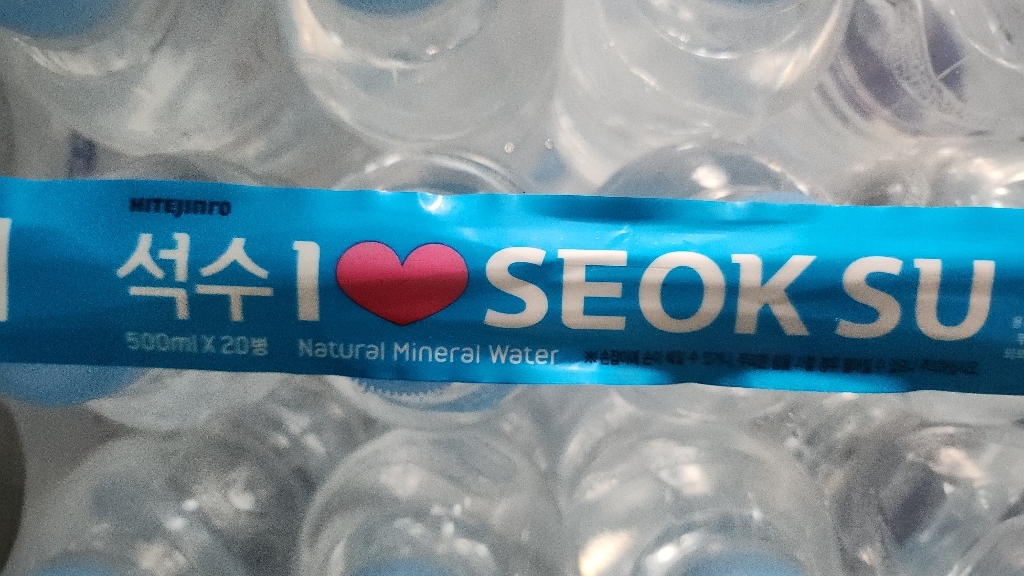 HITEJINRO
석수 I ❤ SEOK SU
500ml X 20병
Natural Mineral Water